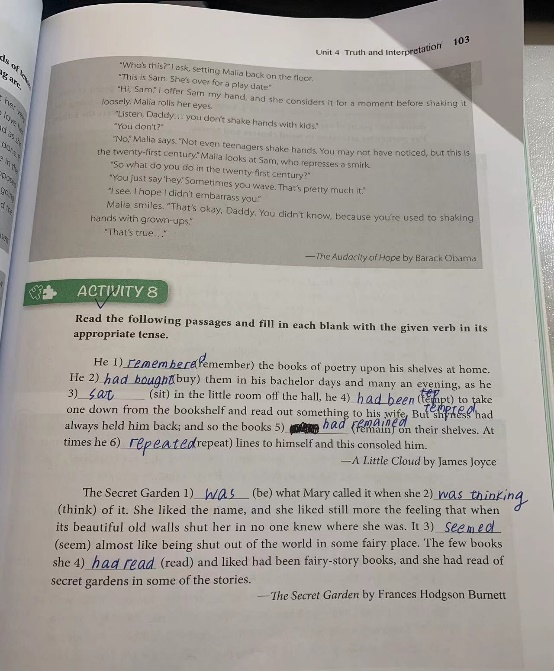 Unit 4 Truth and Interpretation 103
"Who's this?" I ask, setting Malia back on the floor.
"This is Sam. She's over for a play date."
"Hi, Sam." I offer Sam my hand, and she considers it for a moment before shaking it
loosely. Malia rolls her eyes.
"Listen, Daddy… you don't shake hands with kids."
"You don't?"
"No," Malia says. "Not even teenagers shake hands. You may not have noticed, but this is
the twenty-first century." Malia looks at Sam, who represses a smirk.
"So what do you do in the twenty-first century?"
"You just say 'hey.' Sometimes you wave. That's pretty much it."
"I see. I hope I didn't embarrass you."
Malia smiles. "That's okay, Daddy. You didn't know, because you're used to shaking
hands with grown-ups."
"That's true…"
—The Audacity of Hope by Barack Obama
ACTIVITY 8
Read the following passages and fill in each blank with the given verb in its
appropriate tense.
He 1) remembered (remember) the books of poetry upon his shelves at home.
He 2) had bought (buy) them in his bachelor days and many an evening, as he
3) sat (sit) in the little room off the hall, he 4) had been (tempt) to take
tempted
one down from the bookshelf and read out something to his wife. But shyness had
always held him back; and so the books 5) had remained (remain) on their shelves. At
times he 6) repeated (repeat) lines to himself and this consoled him.
—A Little Cloud by James Joyce
The Secret Garden 1) was (be) what Mary called it when she 2) was thinking
(think) of it. She liked the name, and she liked still more the feeling that when
its beautiful old walls shut her in no one knew where she was. It 3) seemed
(seem) almost like being shut out of the world in some fairy place. The few books
she 4) had read (read) and liked had been fairy-story books, and she had read of
secret gardens in some of the stories.
—The Secret Garden by Frances Hodgson Burnett